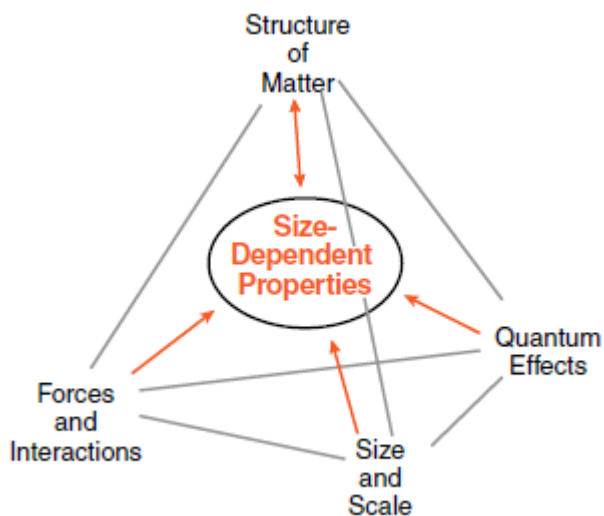 Structure
of
Matter
Size-
Dependent
Properties
Quantum
Effects
Forces
and
Interactions
Size
and
Scale